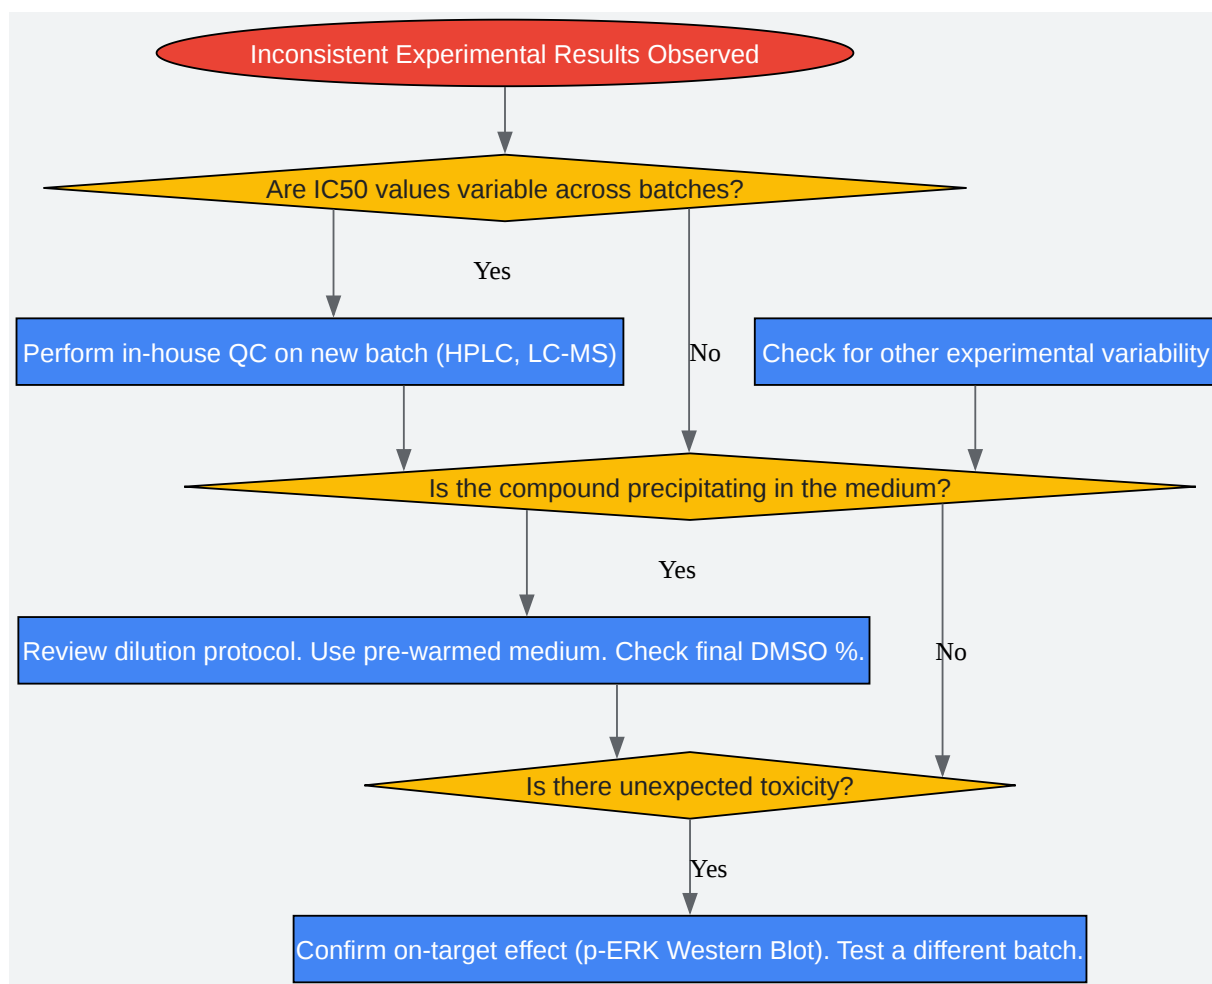 Inconsistent Experimental Results Observed
Are IC50 values variable across batches?
Yes
Perform in-house QC on new batch (HPLC, LC-MS)
No
Check for other experimental variability
Is the compound precipitating in the medium?
Yes
Review dilution protocol. Use pre-warmed medium. Check final DMSO %.
No
Is there unexpected toxicity?
Yes
Confirm on-target effect (p-ERK Western Blot). Test a different batch.